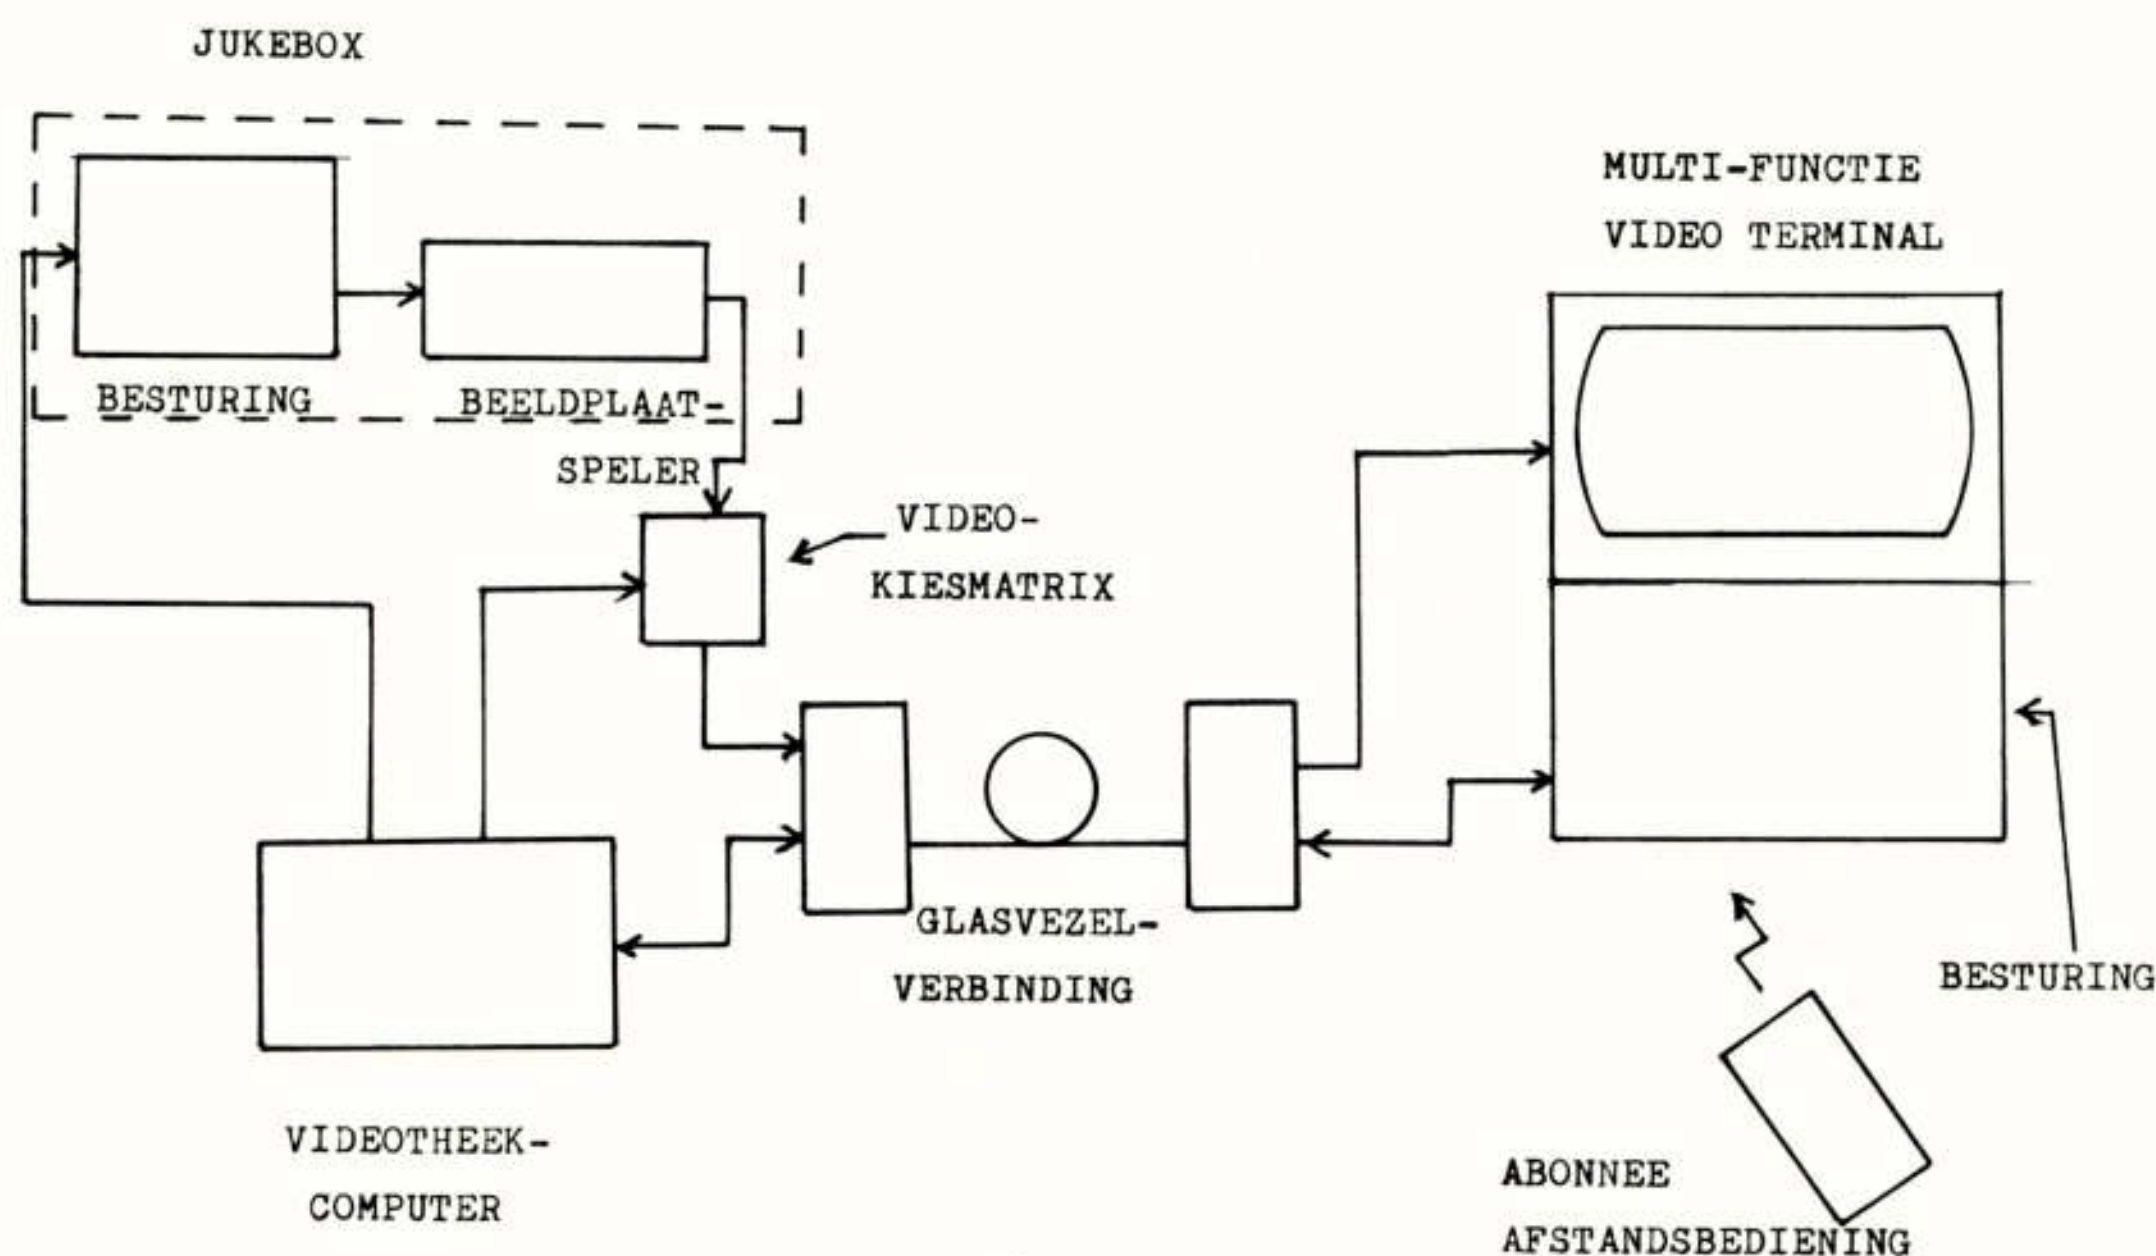 JUKEBOX
MULTI-FUNCTIE
VIDEO TERMINAL
BESTURING
BEELDPLAAT-
SPELER
VIDEO-
KIESMATRIX
GLASVEZEL-
VERBINDING
BESTURING
VIDEOTHEEK-
COMPUTER
ABONNEE
AFSTANDSBEDIENING